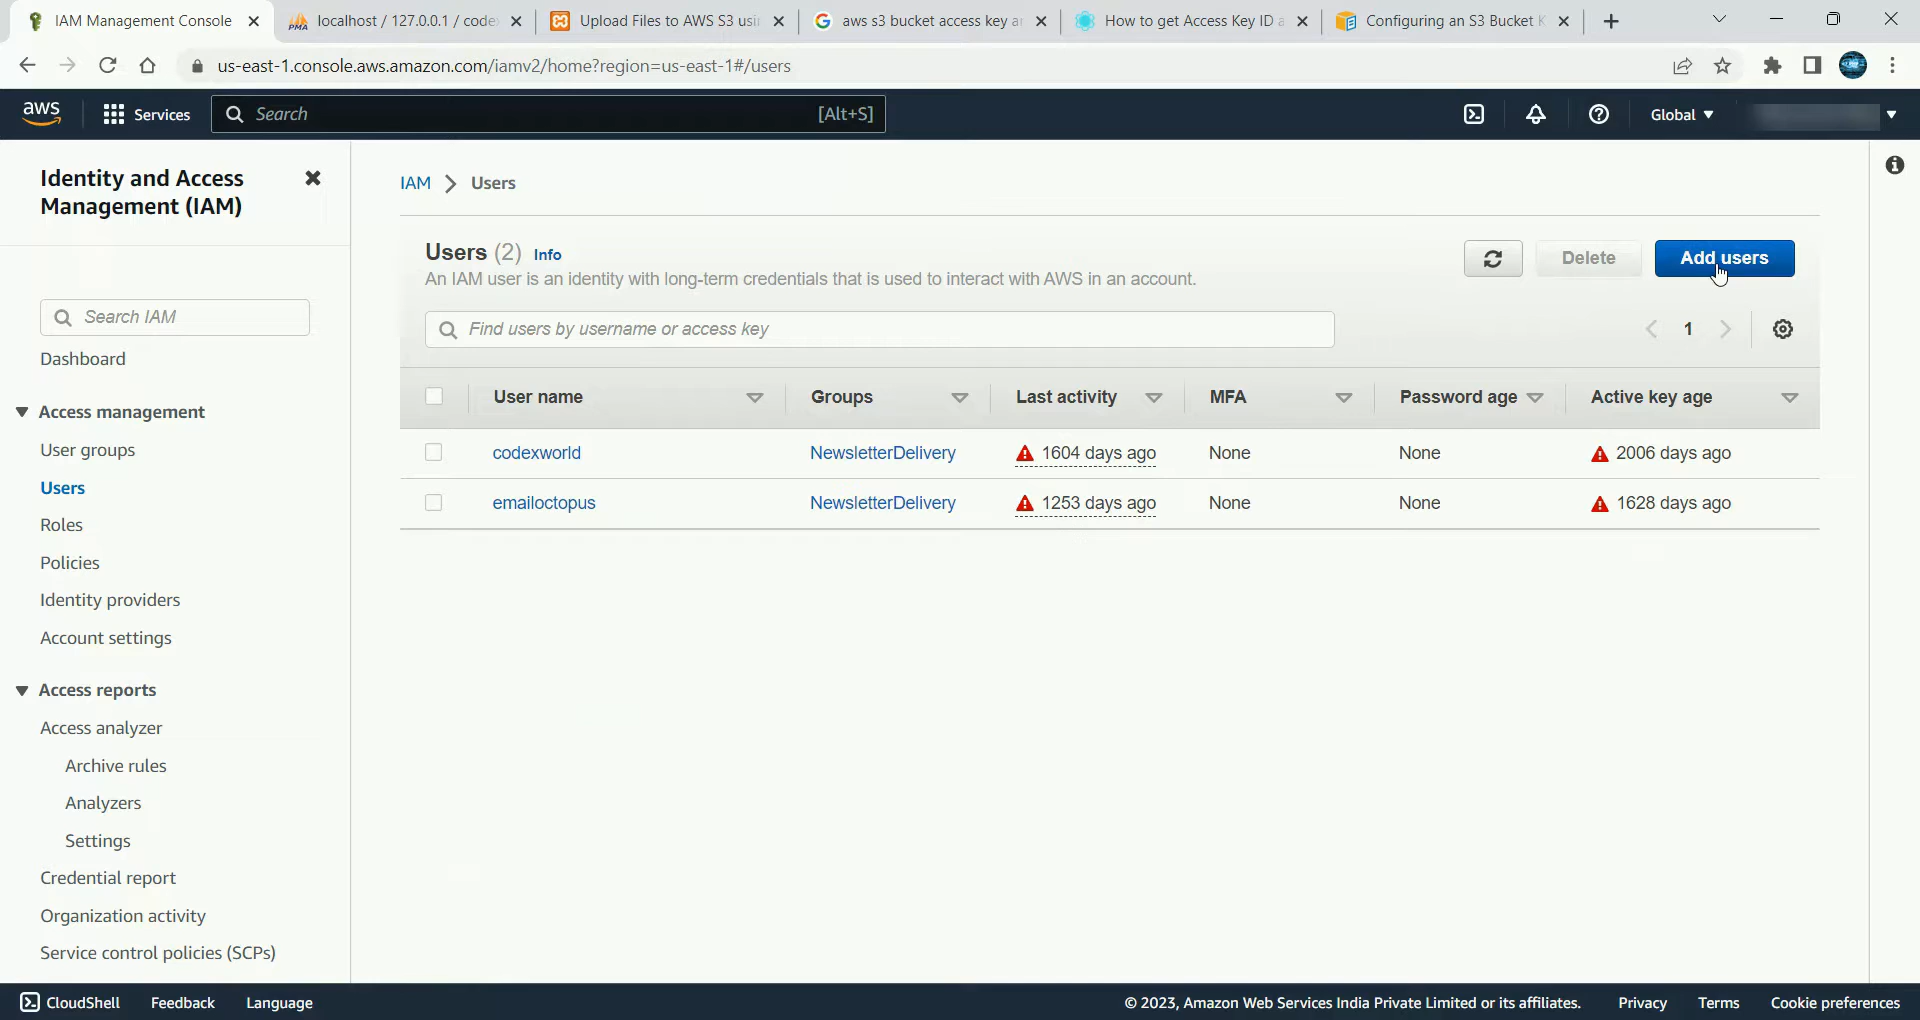 IAM Management Console
localhost / 127.0.0.1 / code
Upload Files to AWS S3 usi
aws s3 bucket access key a
How to get Access Key ID a
Configuring an S3 Bucket K
us-east-1.console.aws.amazon.com/iamv2/home?region=us-east-1#/users
aws
Services
Search
[Alt+S]
Global
Identity and Access
Management (IAM)
Search IAM
Dashboard
Access management
User groups
Users
Roles
Policies
Identity providers
Account settings
Access reports
Access analyzer
Archive rules
Analyzers
Settings
Credential report
Organization activity
Service control policies (SCPs)
IAM > Users
Users (2) Info
An IAM user is an identity with long-term credentials that is used to interact with AWS in an account.
Delete
Add users
Find users by username or access key
1
User name Groups Last activity MFA Password age Active key age
codexworld NewsletterDelivery 1604 days ago None None 2006 days ago
emailoctopus NewsletterDelivery 1253 days ago None None 1628 days ago
CloudShell Feedback Language
© 2023, Amazon Web Services India Private Limited or its affiliates. Privacy Terms Cookie preferences